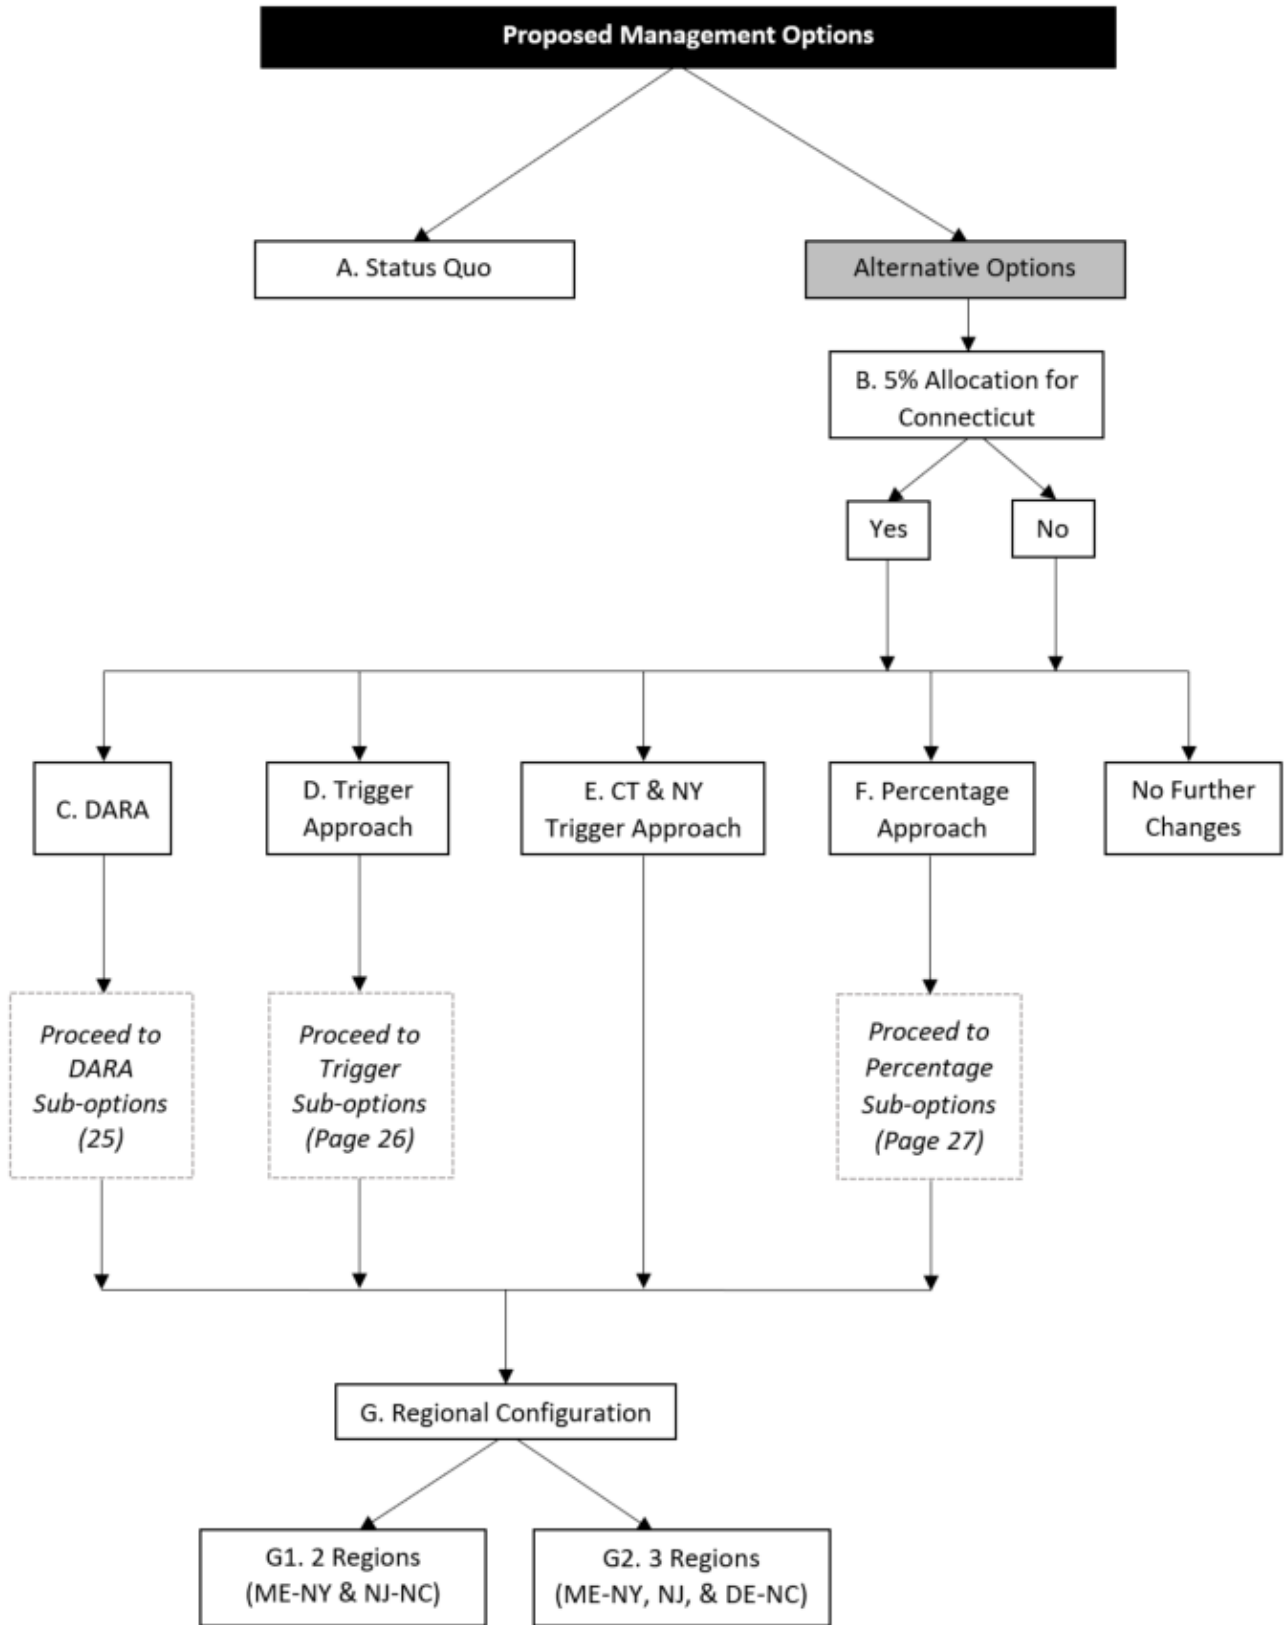 Proposed Management Options
A. Status Quo
Alternative Options
B. 5% Allocation for
Connecticut
Yes
No
C. DARA
D. Trigger
Approach
E. CT & NY
Trigger Approach
F. Percentage
Approach
No Further
Changes
Proceed to
DARA
Sub-options
(25)
Proceed to
Trigger
Sub-options
(Page 26)
Proceed to
Percentage
Sub-options
(Page 27)
G. Regional Configuration
G1. 2 Regions
(ME-NY & NJ-NC)
G2. 3 Regions
(ME-NY, NJ, & DE-NC)